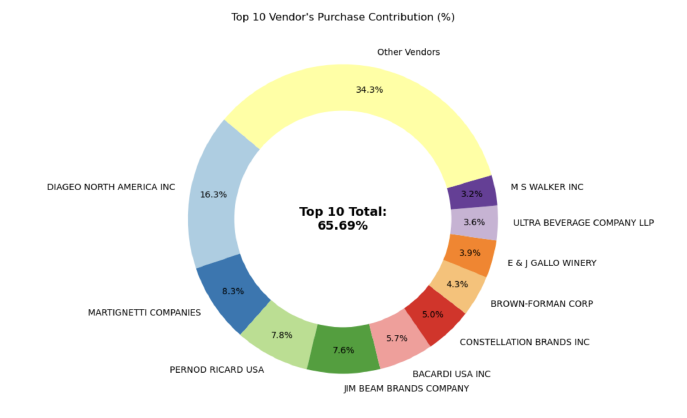 Top 10 Vendor's Purchase Contribution (%)
Other Vendors
34.3%
DIAGEO NORTH AMERICA INC
16.3%
M S WALKER INC
3.2%
ULTRA BEVERAGE COMPANY LLP
3.6%
Top 10 Total:
65.69%
E & J GALLO WINERY
3.9%
BROWN-FORMAN CORP
4.3%
MARTIGNETTI COMPANIES
8.3%
CONSTELLATION BRANDS INC
5.0%
PERNOD RICARD USA
7.8%
JIM BEAM BRANDS COMPANY
7.6%
BACARDI USA INC
5.7%